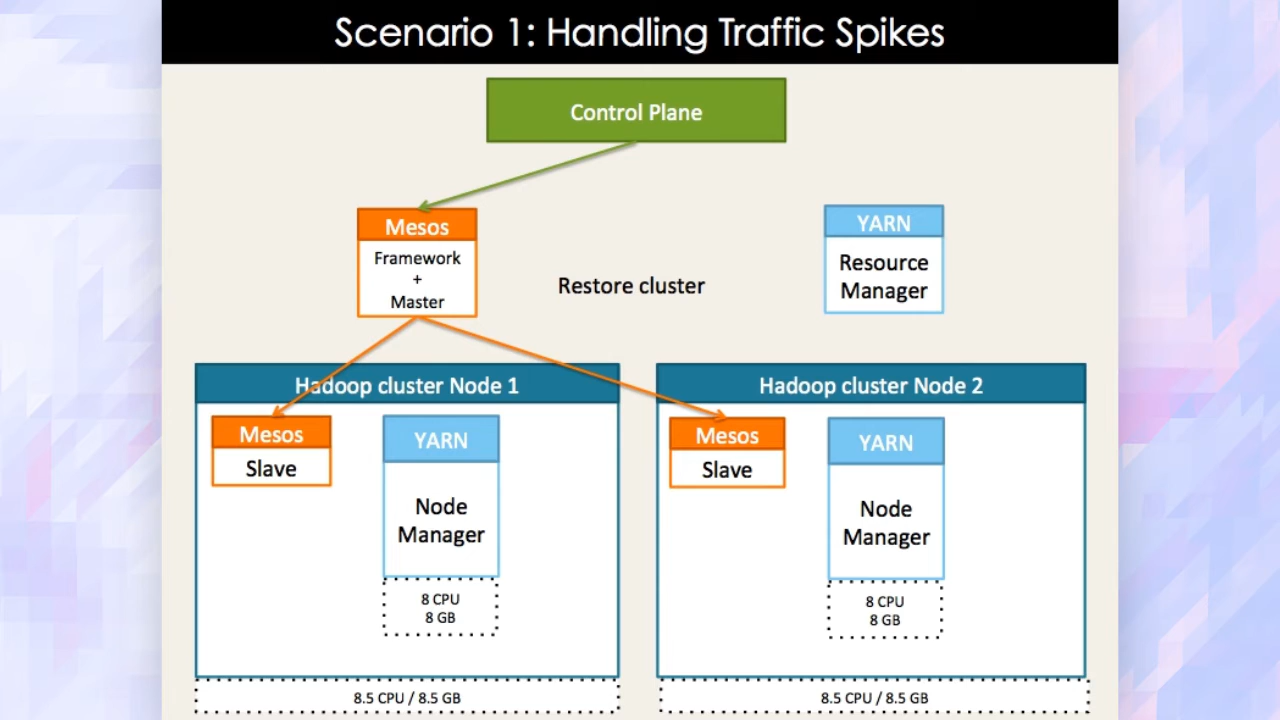 Scenario 1: Handling Traffic Spikes
Control Plane
Mesos
Framework
+
Master
Restore cluster
YARN
Resource
Manager
Hadoop cluster Node 1
Mesos
Slave
YARN
Node
Manager
8 CPU
8 GB
8.5 CPU / 8.5 GB
Hadoop cluster Node 2
Mesos
Slave
YARN
Node
Manager
8 CPU
8 GB
8.5 CPU / 8.5 GB